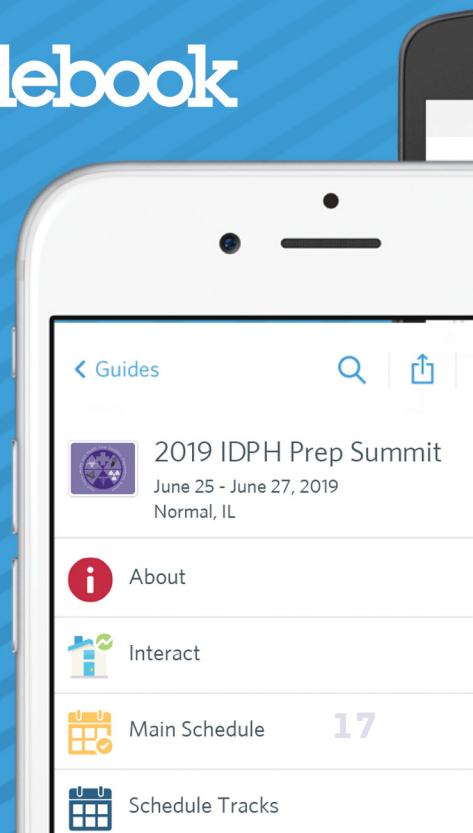 lebook
Guides
2019 IDPH Prep Summit
June 25 - June 27, 2019
Normal, IL
About
Interact
Main Schedule
17
Schedule Tracks